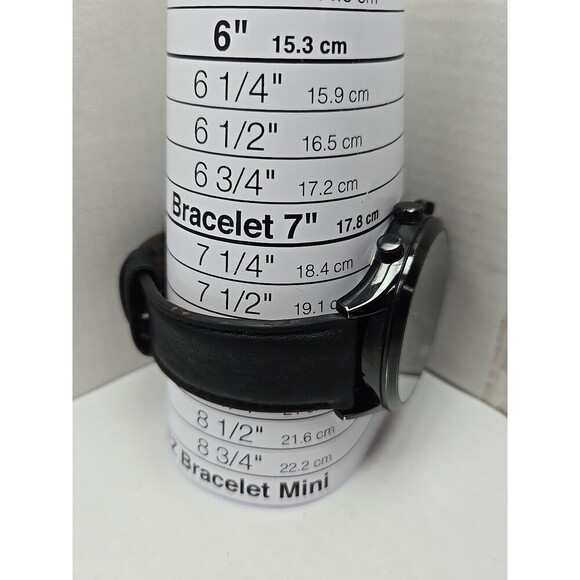 6" 15.3 cm
6 1/4" 15.9 cm
6 1/2" 16.5 cm
6 3/4" 17.2 cm
Bracelet 7" 17.8 cm
7 1/4" 18.4 cm
7 1/2" 19.1 c
8 1/2" 21.6 cm
8 3/4" 22.2 cm
z Bracelet Mini